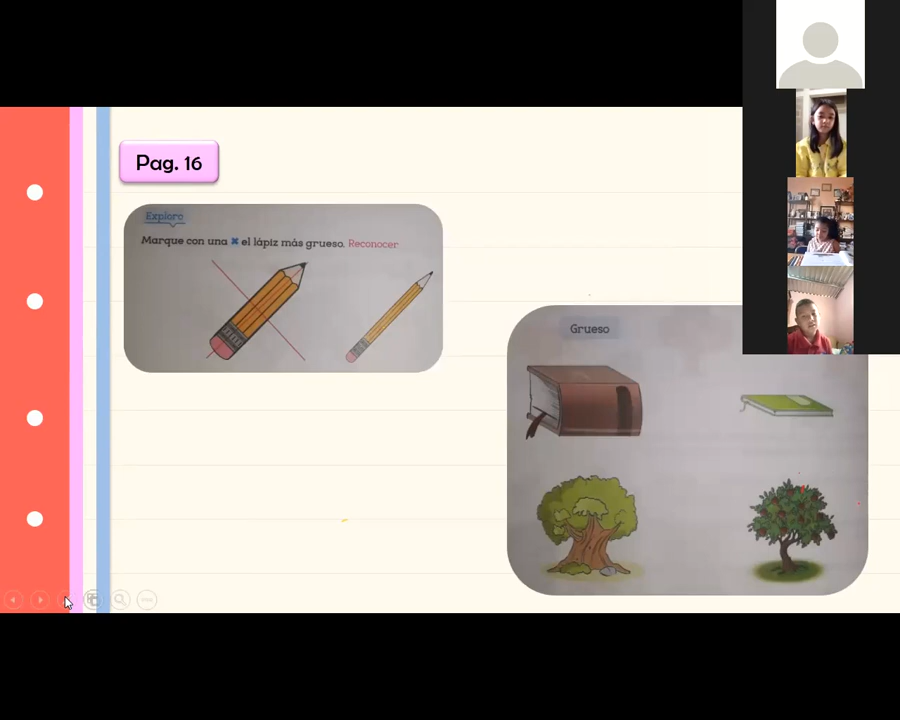 Pag. 16
Exploro
Marque con una ✖ el lápiz más grueso. Reconocer
Grueso